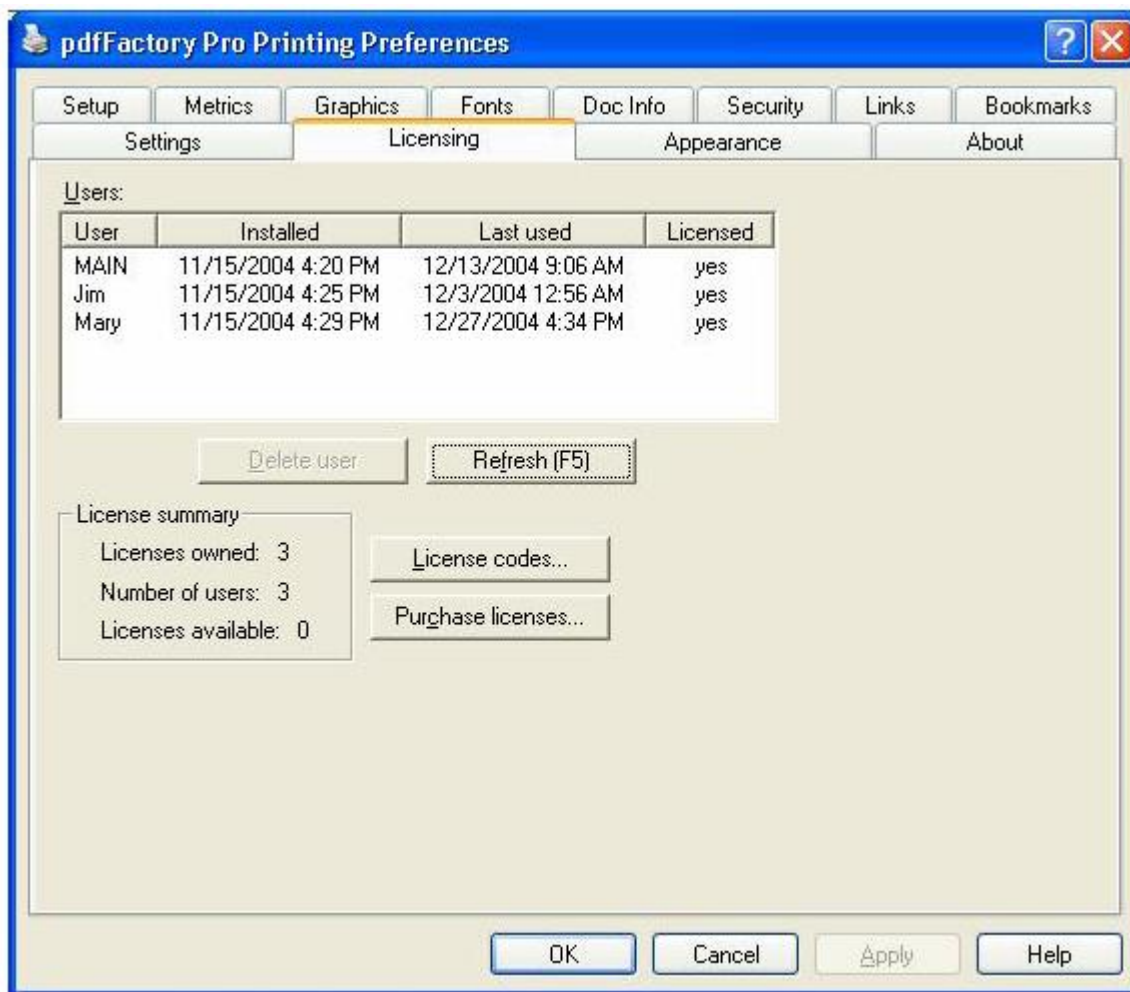 pdfFactory Pro Printing Preferences
Setup Metrics Graphics Fonts Doc Info Security Links Bookmarks
Settings Licensing Appearance About
Users:
User Installed Last used Licensed
MAIN 11/15/2004 4:20 PM 12/13/2004 9:06 AM yes
Jim 11/15/2004 4:25 PM 12/3/2004 12:56 AM yes
Mary 11/15/2004 4:29 PM 12/27/2004 4:34 PM yes
Delete user Refresh (F5)
License summary
Licenses owned: 3
Number of users: 3
Licenses available: 0
License codes...
Purchase licenses...
OK Cancel Apply Help